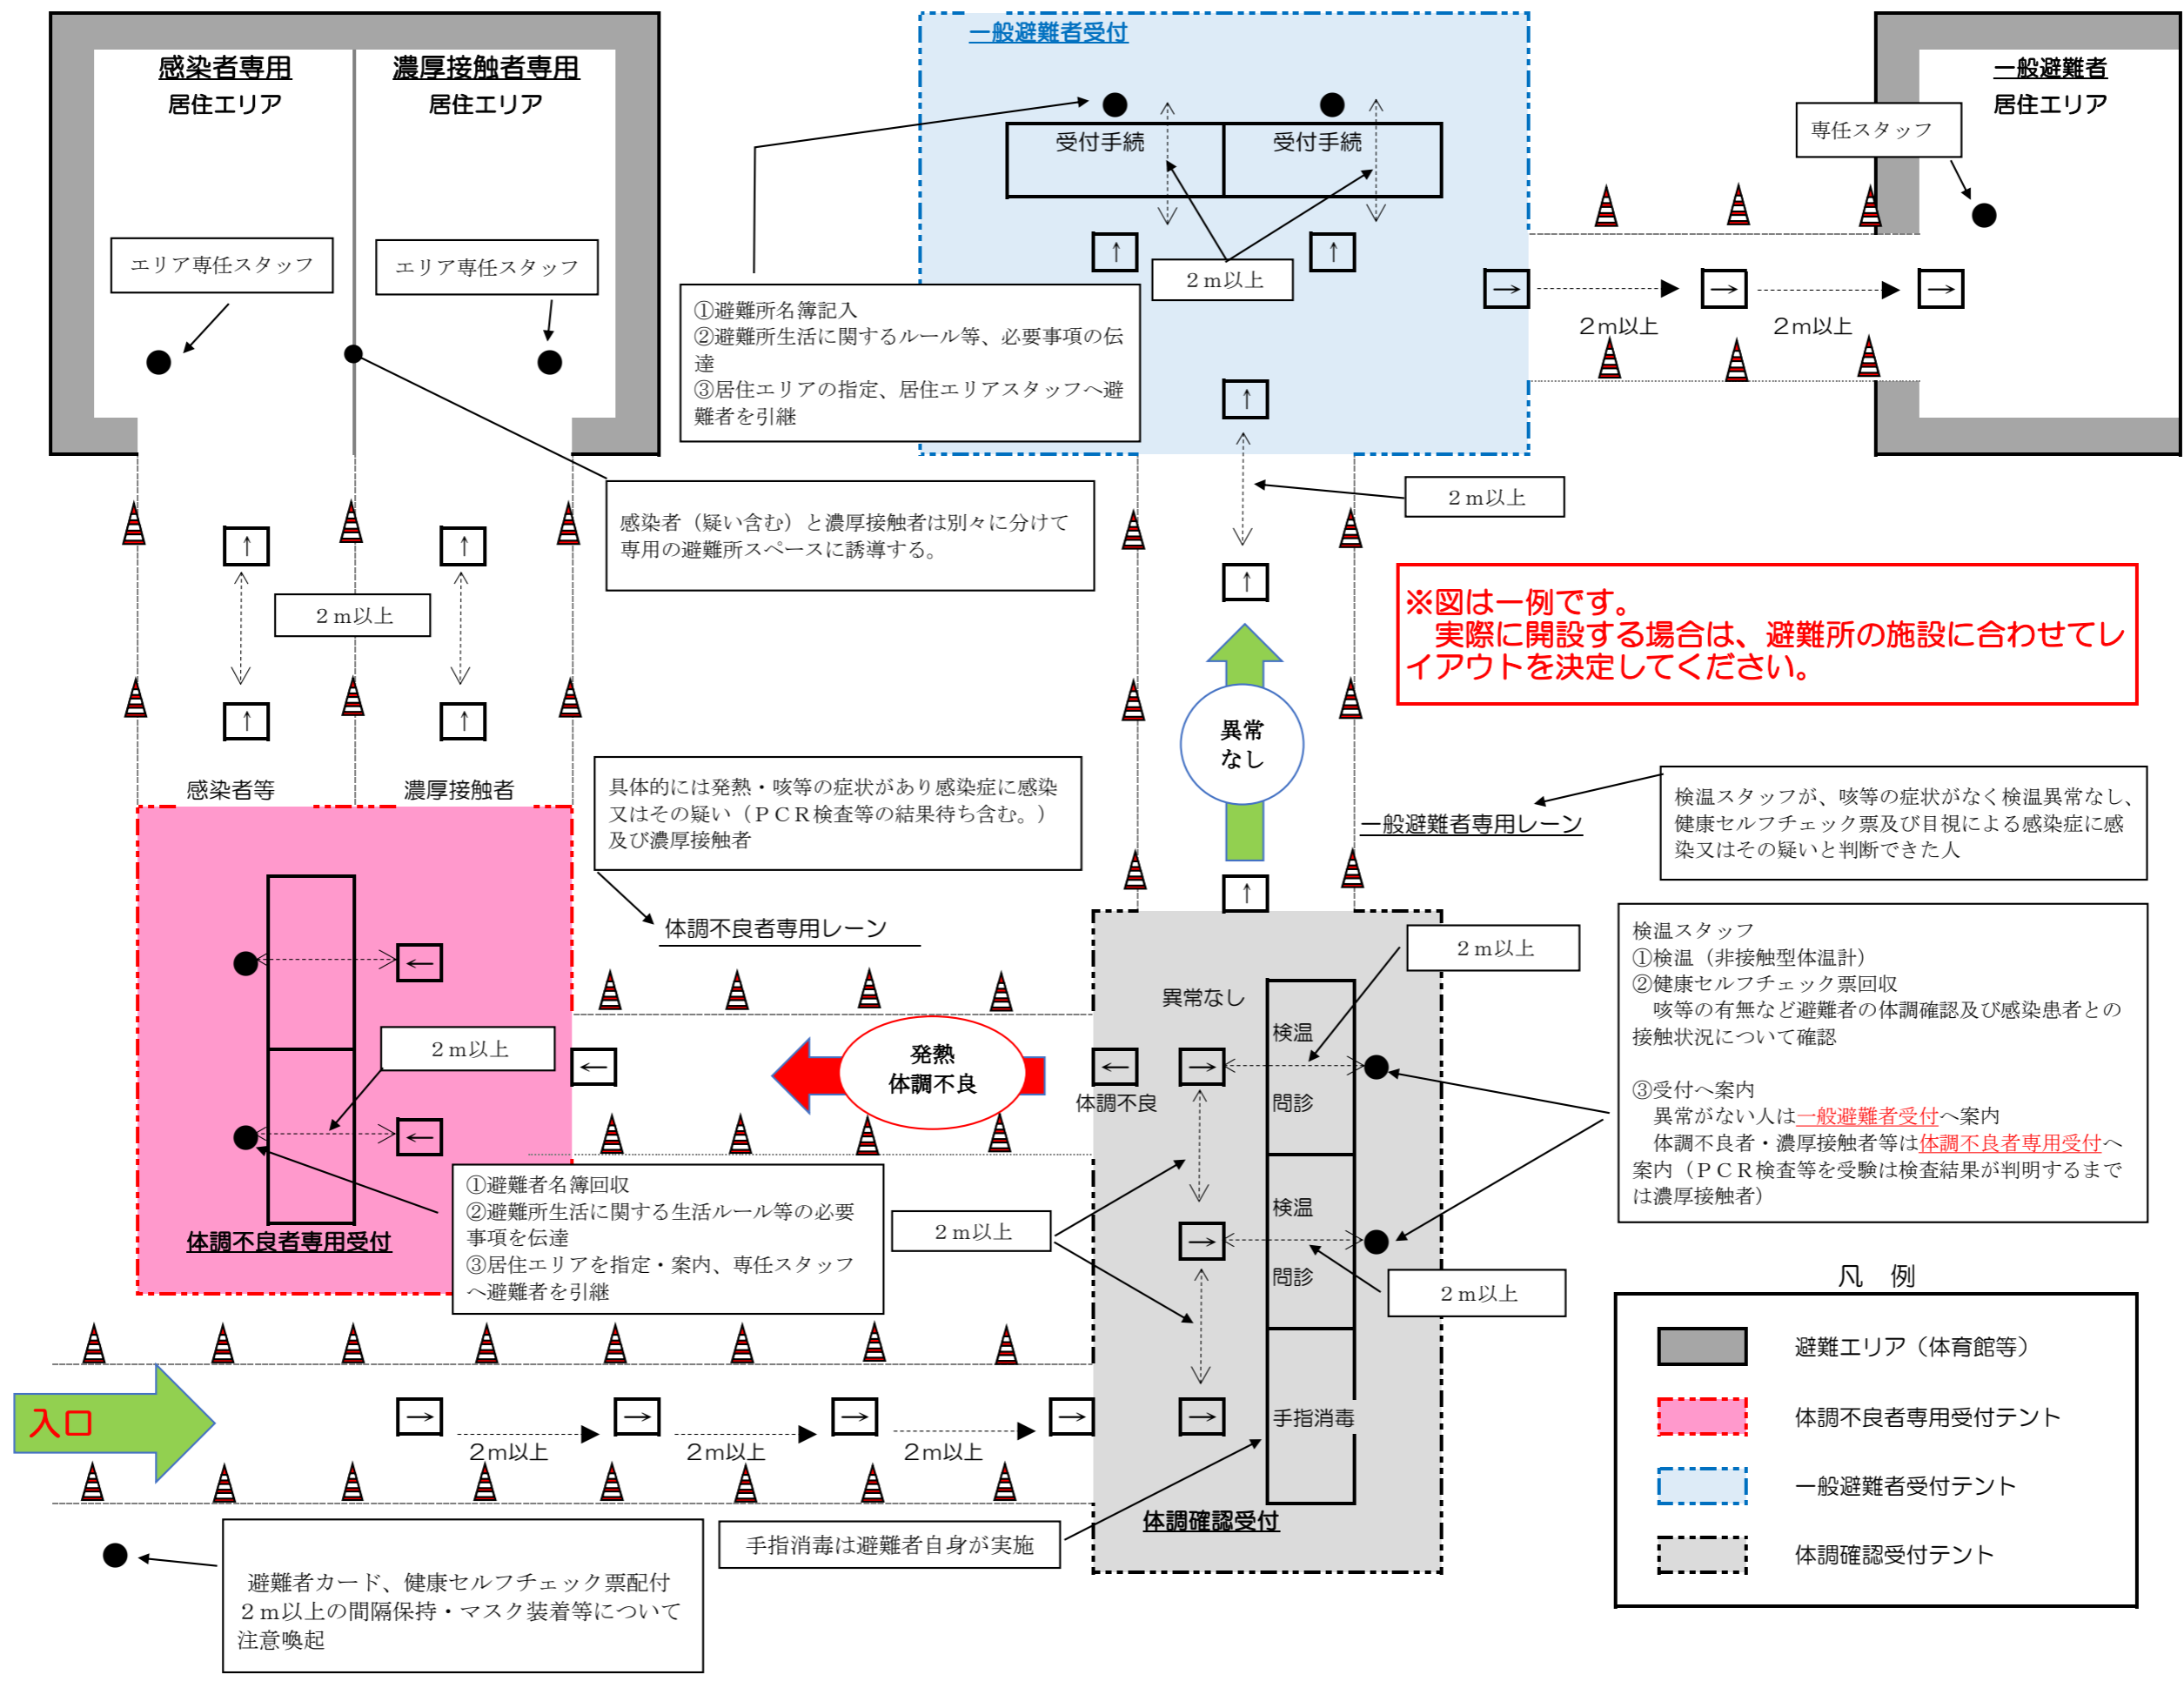 感染者専用
居住エリア
濃厚接触者専用
居住エリア
エリア専任スタッフ
エリア専任スタッフ
一般避難者受付
受付手続
受付手続
↑
↑
２ｍ以上
①避難所名簿記入
②避難所生活に関するルール等、必要事項の伝
達
③居住エリアの指定、居住エリアスタッフへ避
難者を引継
↑
一般避難者
居住エリア
専任スタッフ
→
→
→
2ｍ以上
2ｍ以上
感染者（疑い含む）と濃厚接触者は別々に分けて
専用の避難所スペースに誘導する。
２ｍ以上
↑
↑
↑
２ｍ以上
↑
↑
※図は一例です。
　実際に開設する場合は、避難所の施設に合わせてレ
イアウトを決定してください。
異常
なし
感染者等
濃厚接触者
具体的には発熱・咳等の症状があり感染症に感染
又はその疑い（ＰＣＲ検査等の結果待ち含む。）
及び濃厚接触者
一般避難者専用レーン
検温スタッフが、咳等の症状がなく検温異常なし、
健康セルフチェック票及び目視による感染症に感
染又はその疑いと判断できた人
↑
体調不良者専用レーン
←
２ｍ以上
←
体調不良者専用受付
←
発熱
体調不良
←
体調不良
異常なし
→
検温
問診
２ｍ以上
→
検温
問診
２ｍ以上
２ｍ以上
検温スタッフ
①検温（非接触型体温計）
②健康セルフチェック票回収
　咳等の有無など避難者の体調確認及び感染患者との
接触状況について確認
③受付へ案内
　異常がない人は一般避難者受付へ案内
　体調不良者・濃厚接触者等は体調不良者専用受付へ
案内（ＰＣＲ検査等を受験は検査結果が判明するまで
は濃厚接触者）
①避難者名簿回収
②避難所生活に関する生活ルール等の必要
事項を伝達
③居住エリアを指定・案内、専任スタッフ
へ避難者を引継
入口
→
→
→
→
→
2ｍ以上
2ｍ以上
2ｍ以上
手指消毒
体調確認受付
手指消毒は避難者自身が実施
避難者カード、健康セルフチェック票配付
２ｍ以上の間隔保持・マスク装着等について
注意喚起
凡　例
避難エリア（体育館等）
体調不良者専用受付テント
一般避難者受付テント
体調確認受付テント